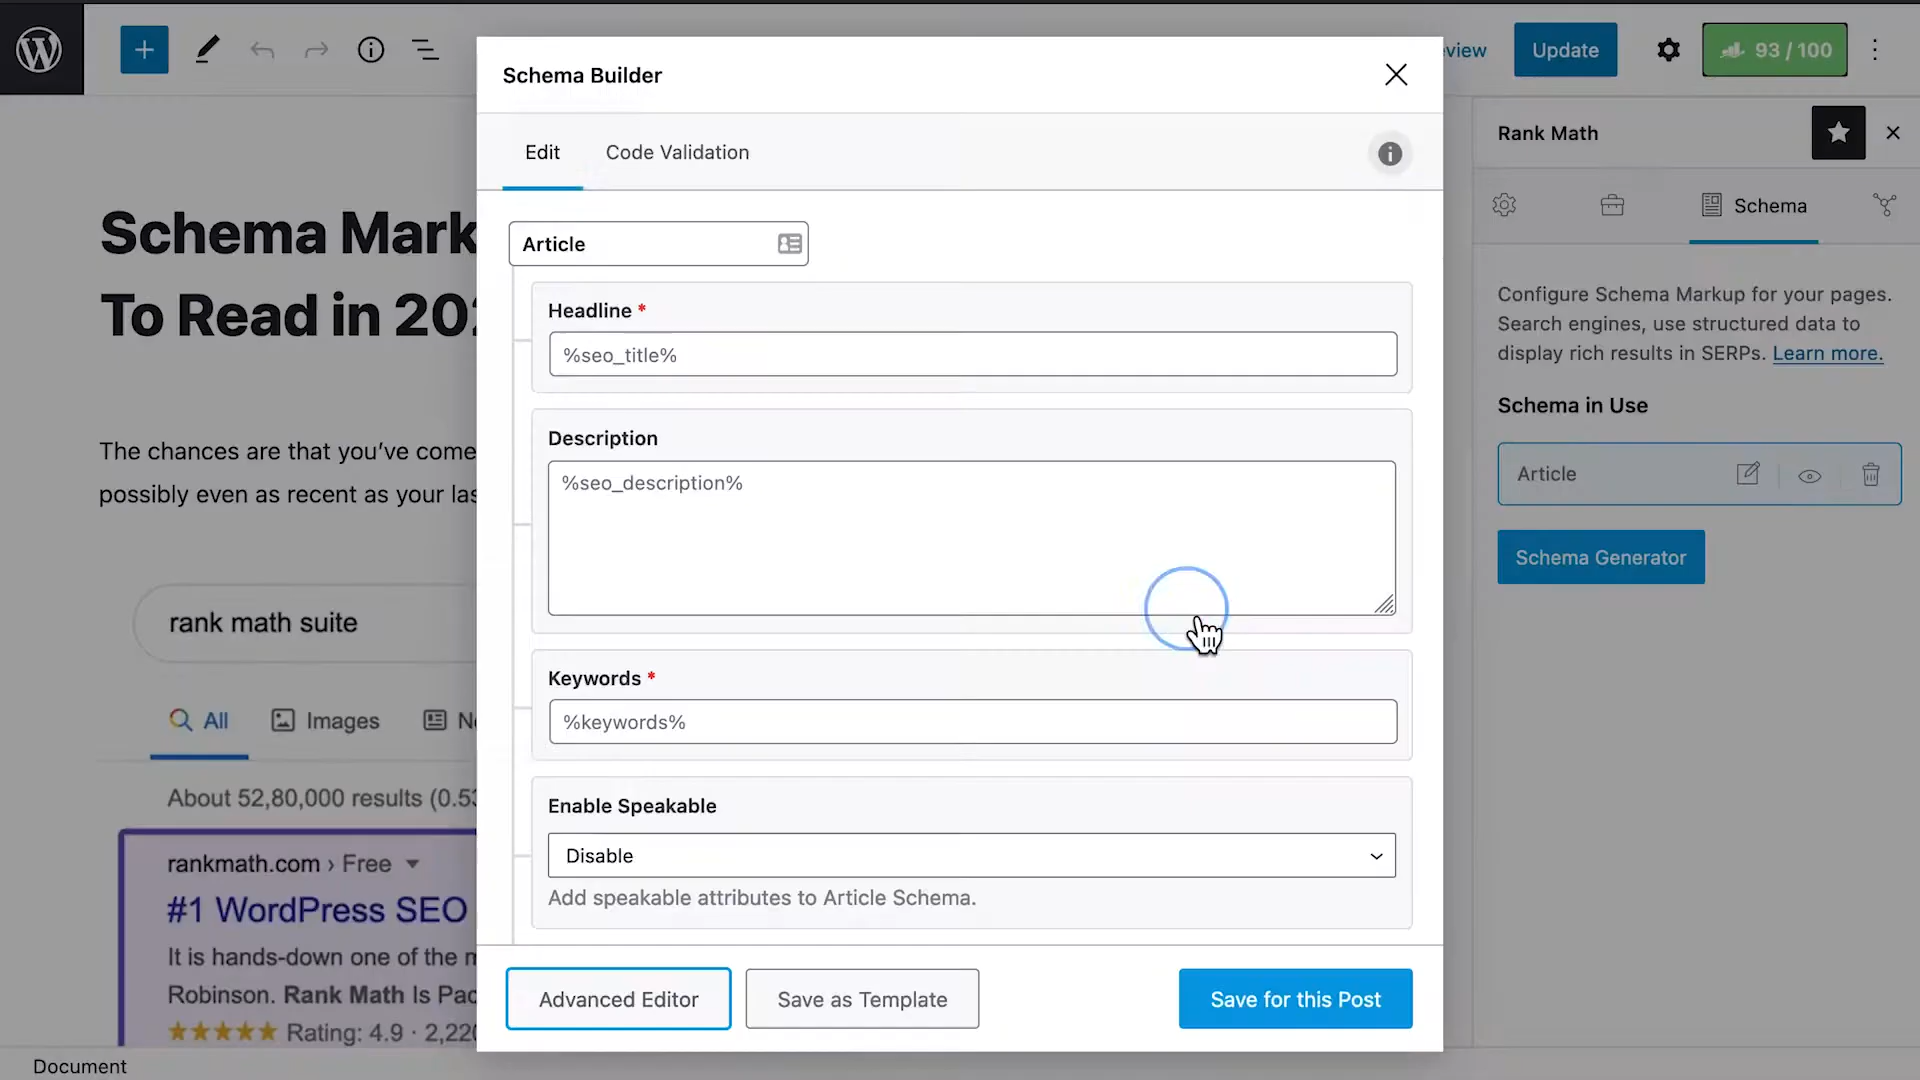 view
Update
93 / 100
Schema Builder
Edit
Code Validation
Article
Headline *
%seo_title%
Description
%seo_description%
Keywords *
%keywords%
Enable Speakable
Disable
Add speakable attributes to Article Schema.
Advanced Editor
Save as Template
Save for this Post
Schema Mark
To Read in 202
The chances are that you've come
possibly even as recent as your las
rank math suite
All
Images
About 52,80,000 results (0.53
rankmath.com › Free
#1 WordPress SEO
It is hands-down one of the
Robinson. Rank Math Is Pac
Rating: 4.9 · 2,220
Document
Rank Math
Schema
Configure Schema Markup for your pages.
Search engines, use structured data to
display rich results in SERPs. Learn more.
Schema in Use
Article
Schema Generator